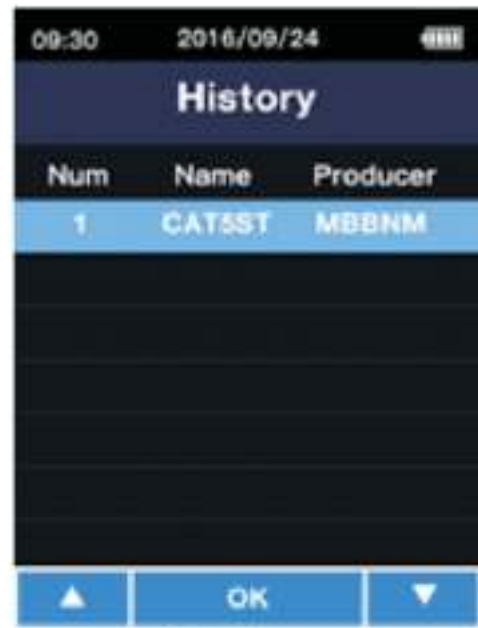 09:30 2016/09/24
History
Num Name Producer
1 CAT5ST MBBNM
OK